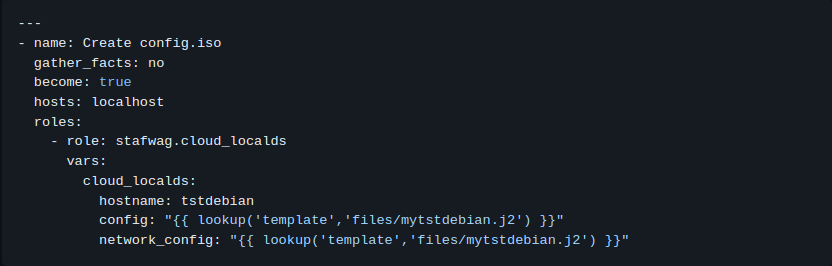 ---
- name: Create config.iso
  gather_facts: no
  become: true
  hosts: localhost
  roles:
    - role: stafwag.cloud_localds
      vars:
        cloud_localds:
          hostname: tstdebian
          config: "{{ lookup('template','files/mytstdebian.j2') }}"
          network_config: "{{ lookup('template','files/mytstdebian.j2') }}"